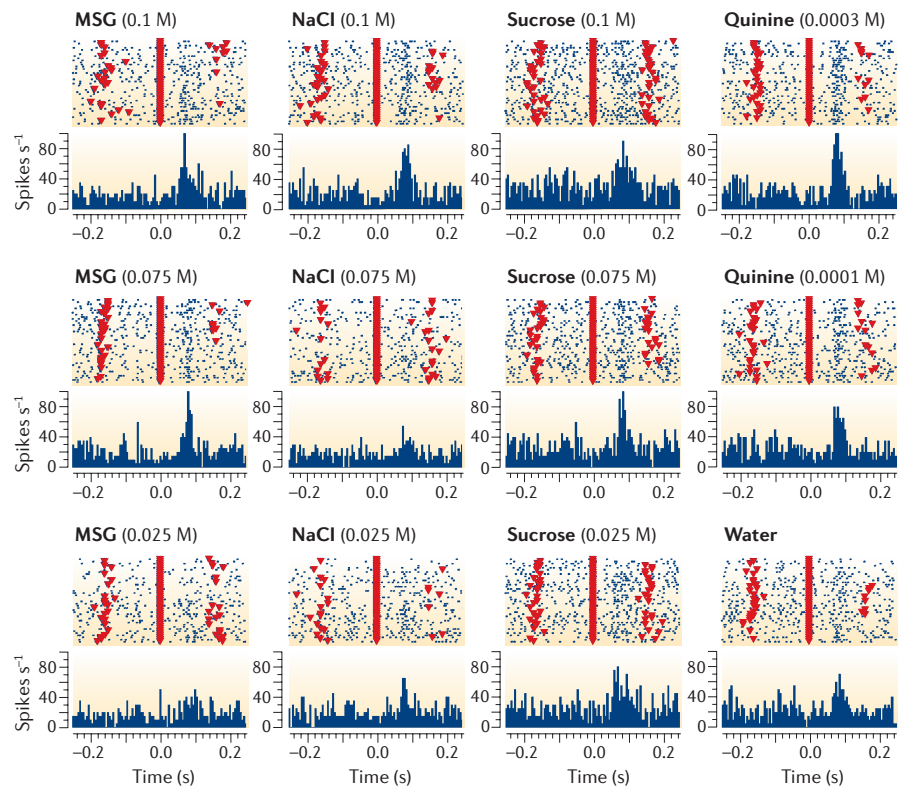 MSG (0.1 M) NaCl (0.1 M) Sucrose (0.1 M) Quinine (0.0003 M)
Spikes s⁻¹
80 80 80 80
40 40 40 40
0 0 0 0
−0.2 0.0 0.2 −0.2 0.0 0.2 −0.2 0.0 0.2 −0.2 0.0 0.2
MSG (0.075 M) NaCl (0.075 M) Sucrose (0.075 M) Quinine (0.0001 M)
Spikes s⁻¹
80 80 80 80
40 40 40 40
0 0 0 0
−0.2 0.0 0.2 −0.2 0.0 0.2 −0.2 0.0 0.2 −0.2 0.0 0.2
MSG (0.025 M) NaCl (0.025 M) Sucrose (0.025 M) Water
Spikes s⁻¹
80 80 80 80
40 40 40 40
0 0 0 0
−0.2 0.0 0.2 −0.2 0.0 0.2 −0.2 0.0 0.2 −0.2 0.0 0.2
Time (s) Time (s) Time (s) Time (s)